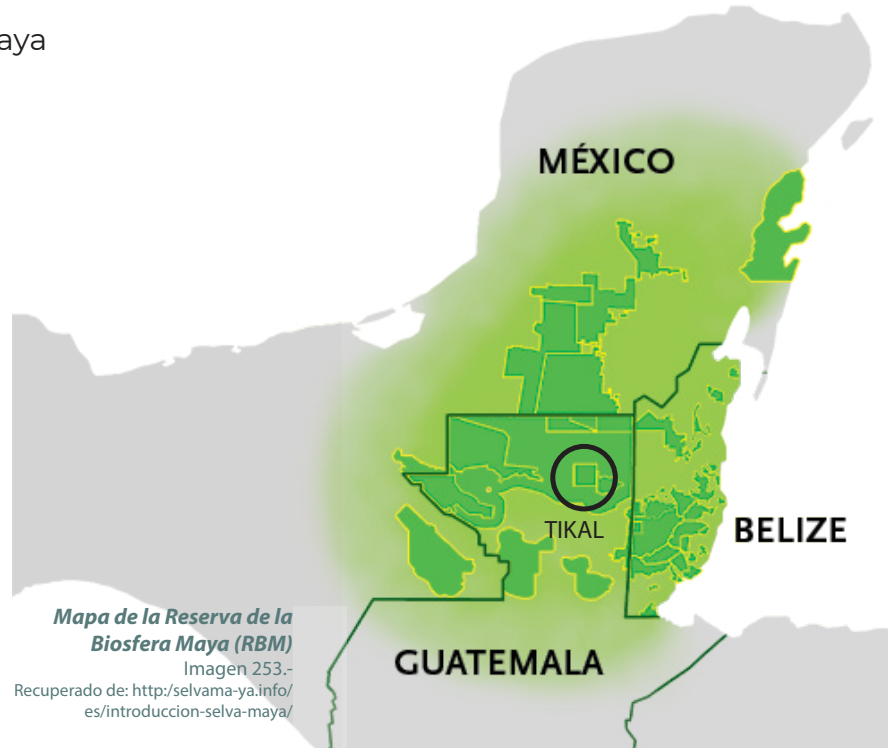 aya
MÉXICO
TIKAL
BELIZE
Mapa de la Reserva de la
Biosfera Maya (RBM)
Imagen 253.-
Recuperado de: http:/selvama-ya.info/
es/introduccion-selva-maya/
GUATEMALA